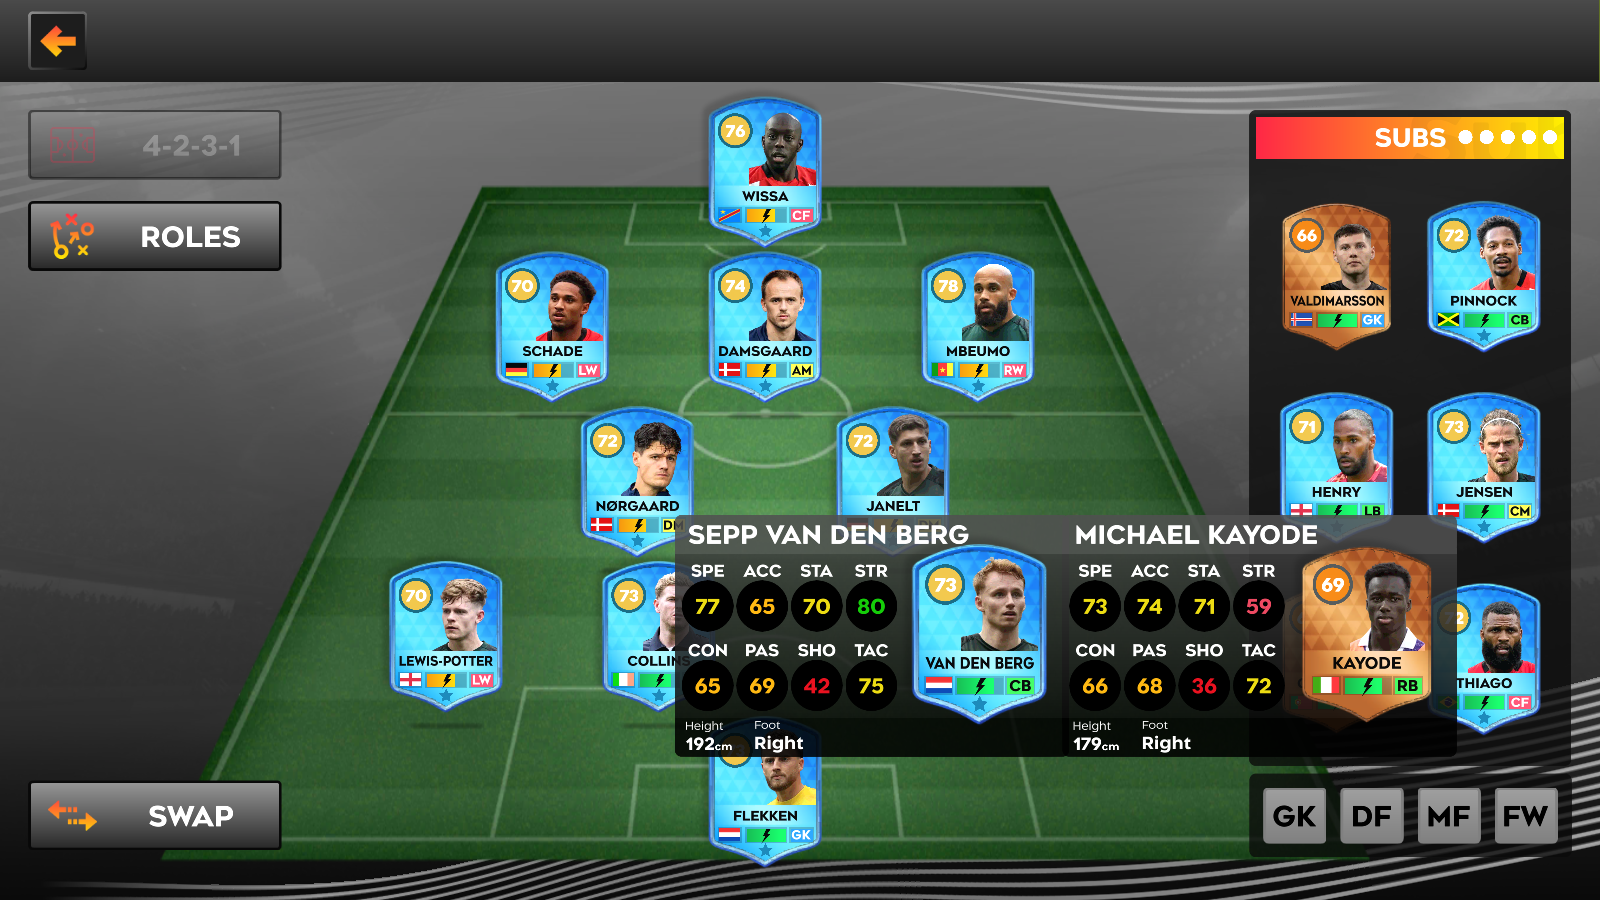 4-2-3-1
ROLES
SWAP
SUBS
76
WISSA
CF
70
SCHADE
LW
74
DAMSGAARD
AM
78
MBEUMO
RW
72
NØRGAARD
DM
72
JANELT
70
LEWIS-POTTER
LW
73
COLLINS
FLEKKEN
GK
SEPP VAN DEN BERG
SPE ACC STA STR
77 65 70 80
CON PAS SHO TAC
65 69 42 75
Height Foot
192cm Right
73
VAN DEN BERG
CB
MICHAEL KAYODE
SPE ACC STA STR
73 74 71 59
CON PAS SHO TAC
66 68 36 72
Height Foot
179cm Right
69
KAYODE
RB
66
VALDIMARSSON
GK
72
PINNOCK
CB
71
HENRY
LB
73
JENSEN
CM
THIAGO
CF
GK DF MF FW